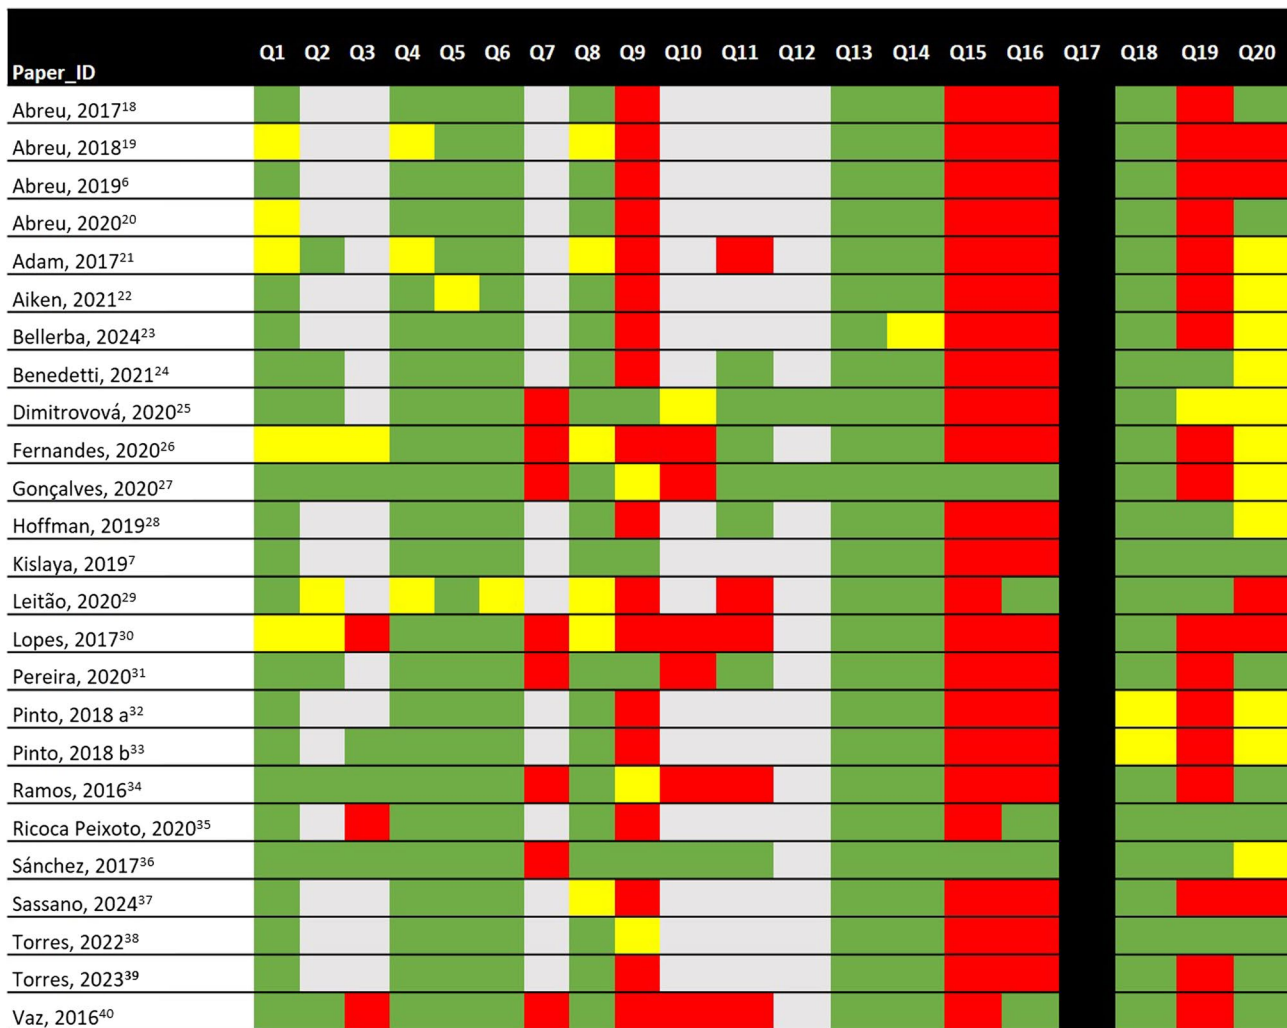 Paper_ID Q1 Q2 Q3 Q4 Q5 Q6 Q7 Q8 Q9 Q10 Q11 Q12 Q13 Q14 Q15 Q16 Q17 Q18 Q19 Q20
Abreu, 2017¹⁸
Abreu, 2018¹⁹
Abreu, 2019⁶
Abreu, 2020²⁰
Adam, 2017²¹
Aiken, 2021²²
Bellerba, 2024²³
Benedetti, 2021²⁴
Dimitrovová, 2020²⁵
Fernandes, 2020²⁶
Gonçalves, 2020²⁷
Hoffman, 2019²⁸
Kislaya, 2019⁷
Leitão, 2020²⁹
Lopes, 2017³⁰
Pereira, 2020³¹
Pinto, 2018 a³²
Pinto, 2018 b³³
Ramos, 2016³⁴
Ricoca Peixoto, 2020³⁵
Sánchez, 2017³⁶
Sassano, 2024³⁷
Torres, 2022³⁸
Torres, 2023³⁹
Vaz, 2016⁴⁰